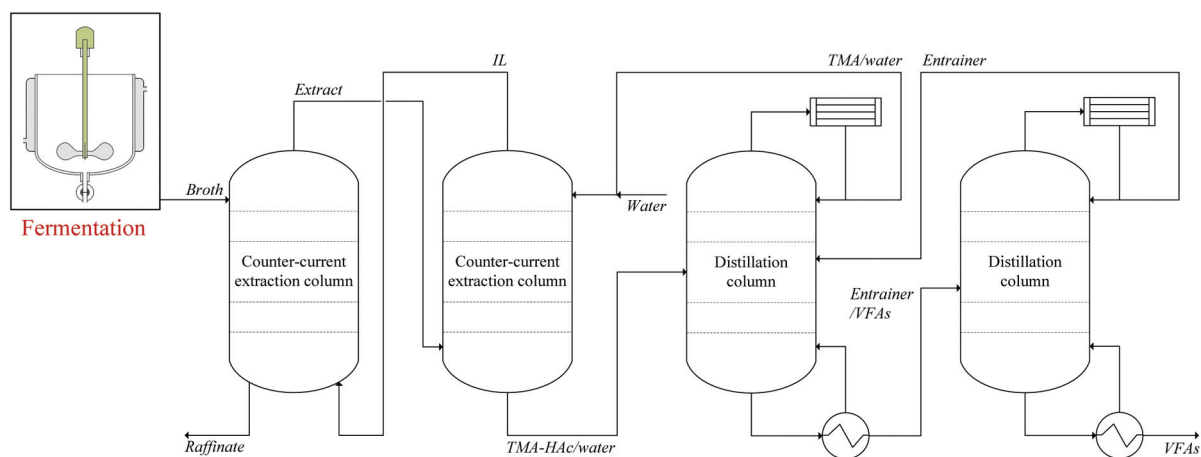 IL
TMA/water
Entrainer
Extract
Broth
Water
Fermentation
Counter-current
extraction column
Counter-current
extraction column
Distillation
column
Distillation
column
Entrainer
/VFAs
Raffinate
TMA-HAc/water
VFAs